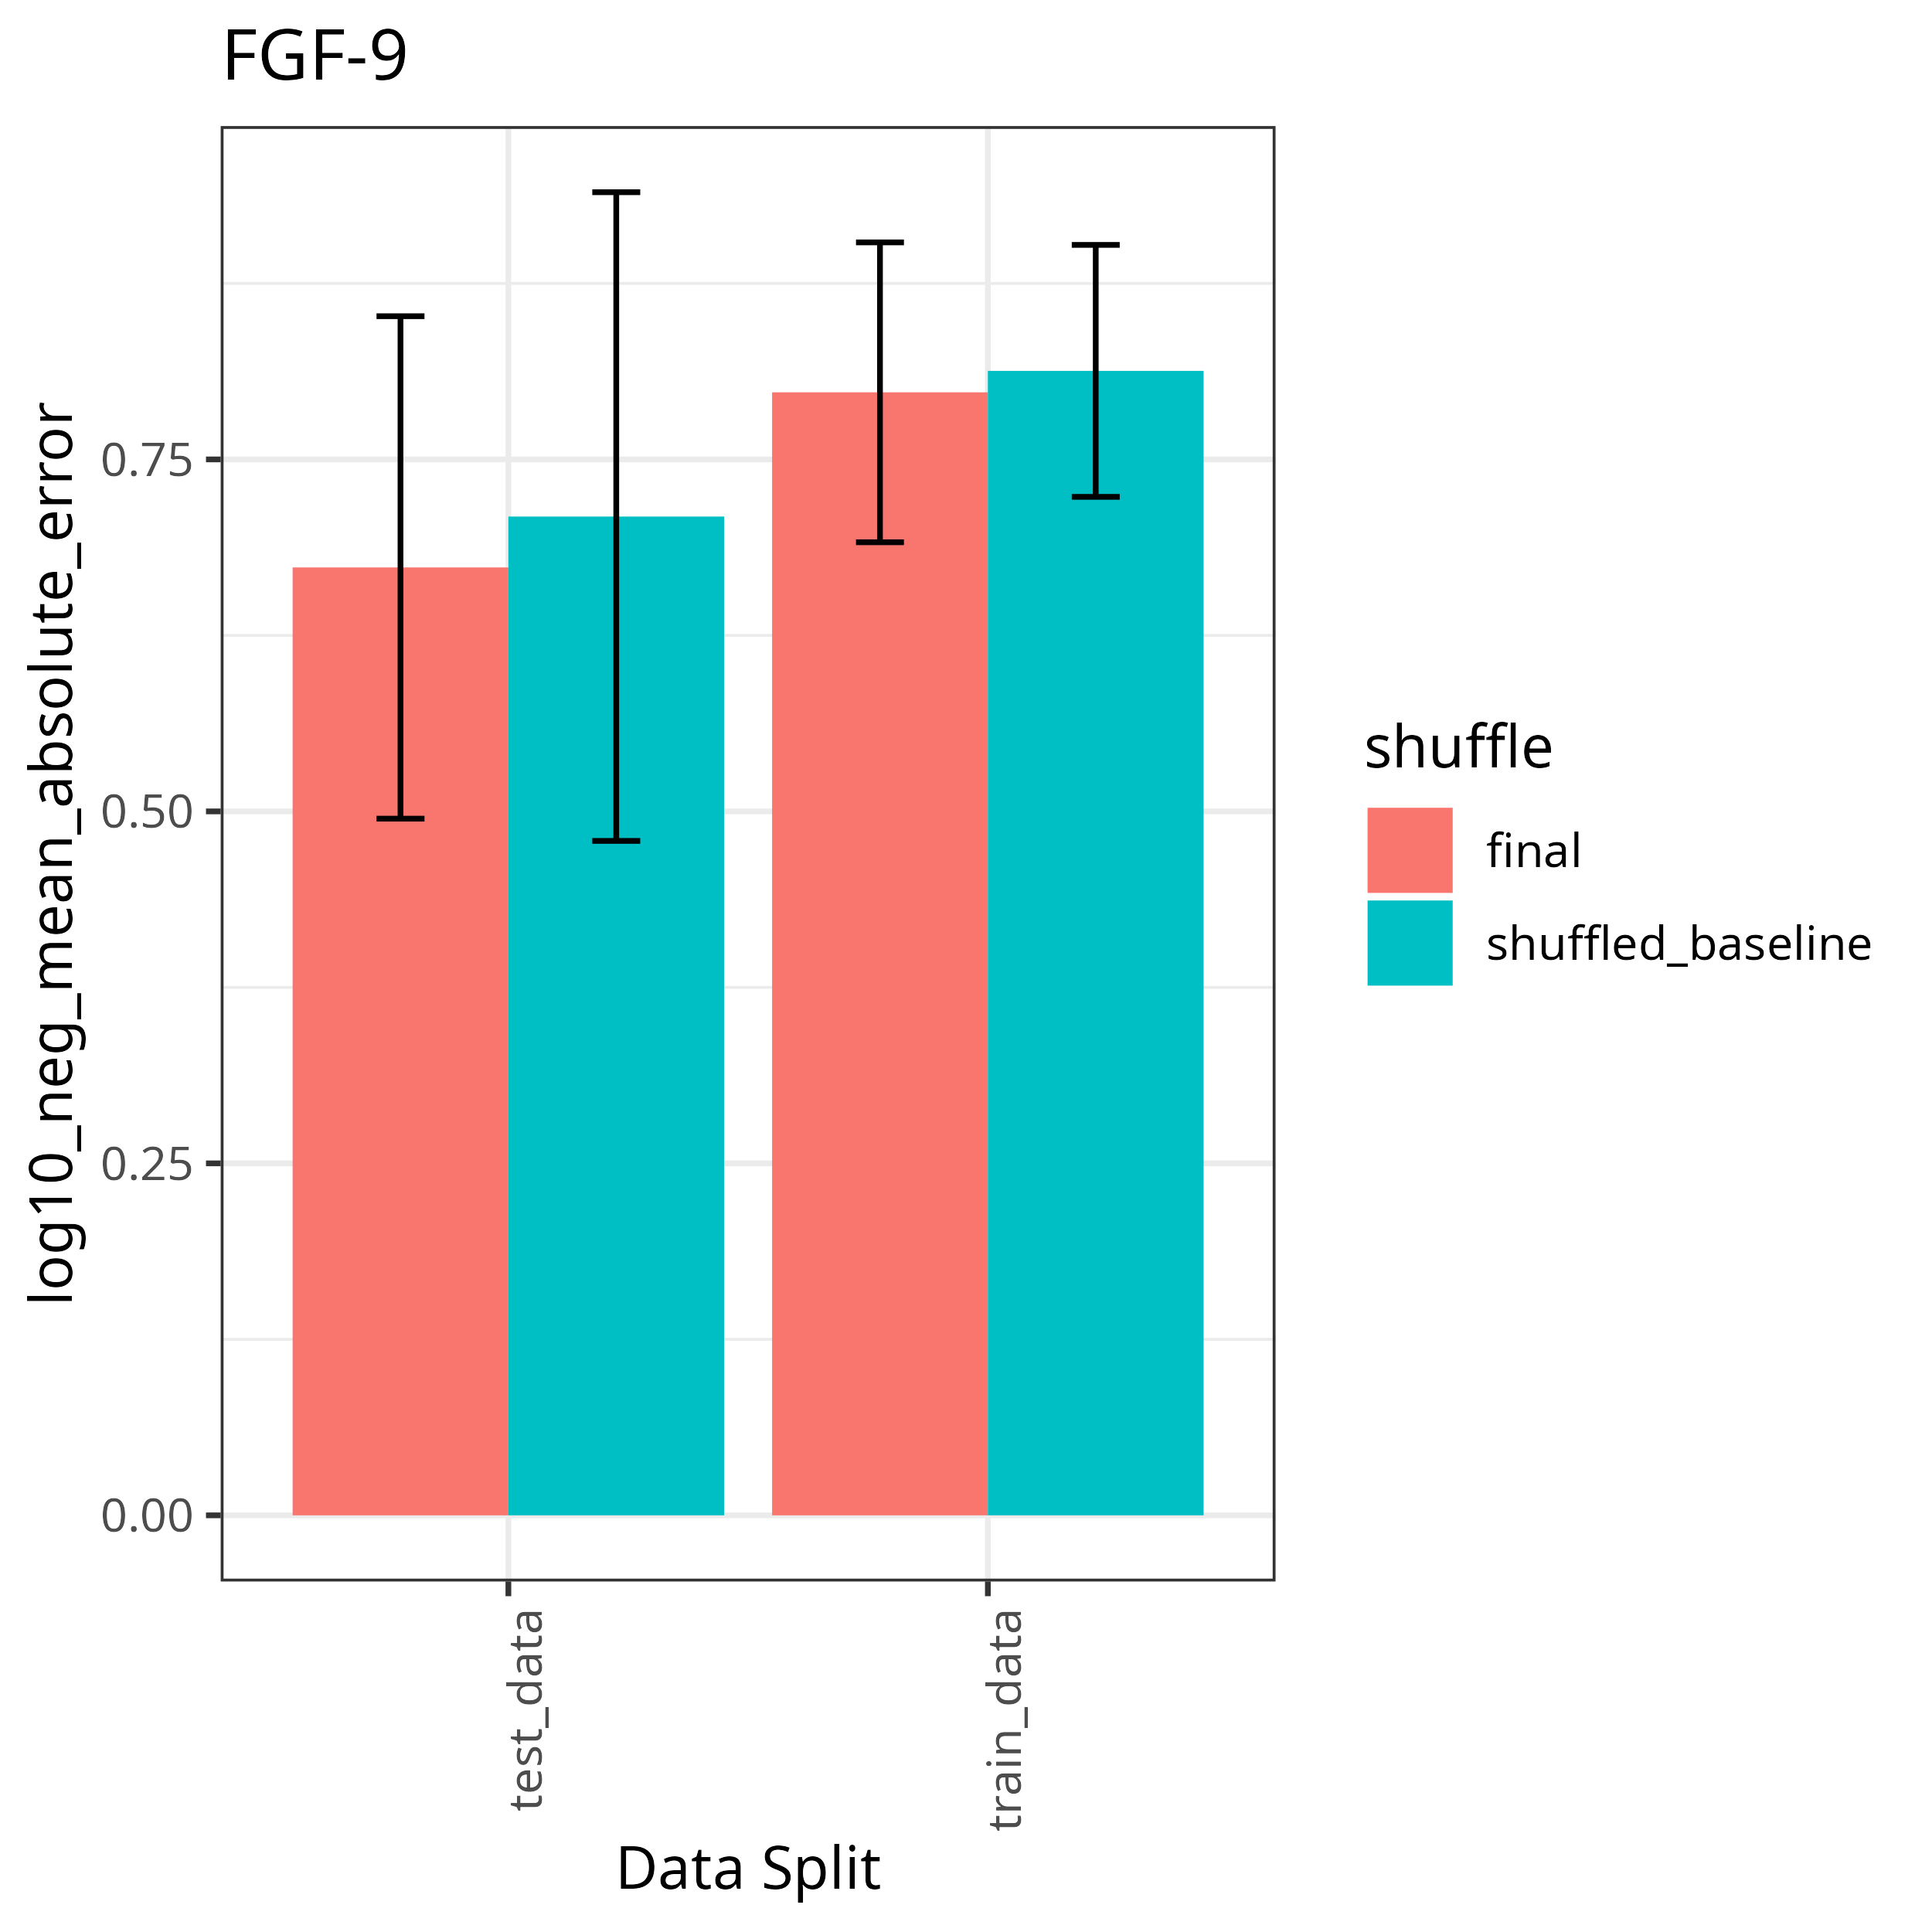 FGF-9
log10_neg_mean_absolute_error
0.75
0.50
0.25
0.00
test_data
train_data
Data Split
shuffle
final
shuffled_baseline